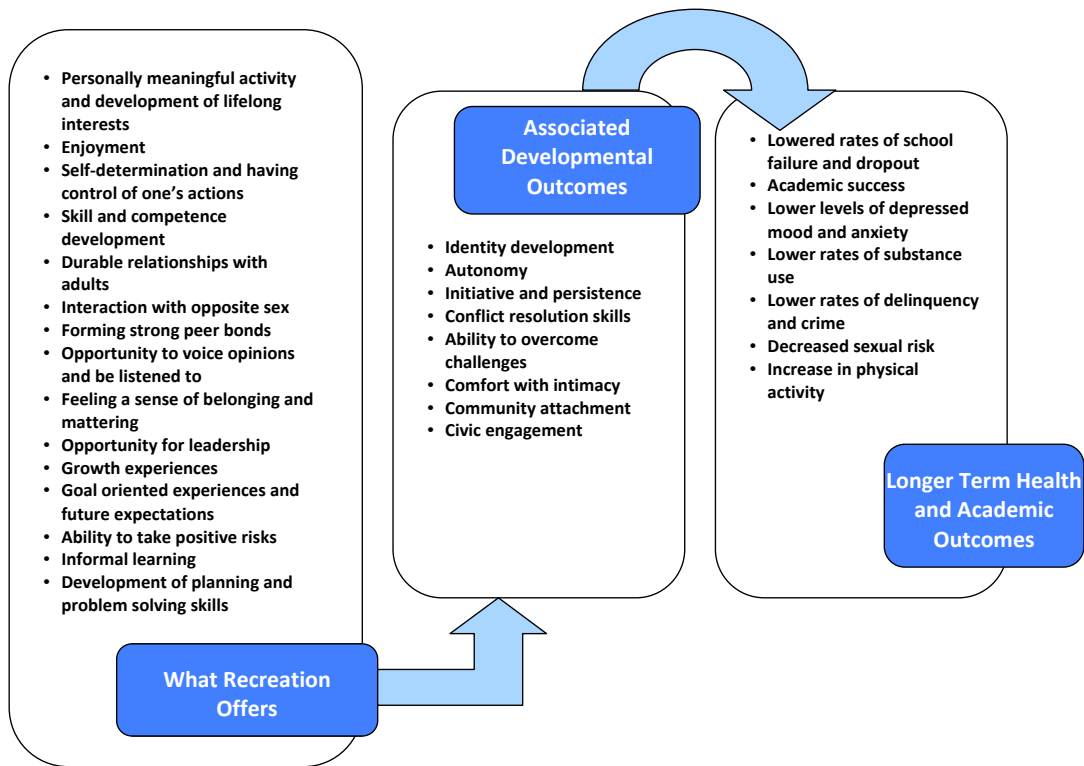 • Personally meaningful activity
and development of lifelong
interests
• Enjoyment
• Self-determination and having
control of one’s actions
• Skill and competence
development
• Durable relationships with
adults
• Interaction with opposite sex
• Forming strong peer bonds
• Opportunity to voice opinions
and be listened to
• Feeling a sense of belonging and
mattering
• Opportunity for leadership
• Growth experiences
• Goal oriented experiences and
future expectations
• Ability to take positive risks
• Informal learning
• Development of planning and
problem solving skills
What Recreation
Offers
Associated
Developmental
Outcomes
• Identity development
• Autonomy
• Initiative and persistence
• Conflict resolution skills
• Ability to overcome
challenges
• Comfort with intimacy
• Community attachment
• Civic engagement
• Lowered rates of school
failure and dropout
• Academic success
• Lower levels of depressed
mood and anxiety
• Lower rates of substance
use
• Lower rates of delinquency
and crime
• Decreased sexual risk
• Increase in physical
activity
Longer Term Health
and Academic
Outcomes